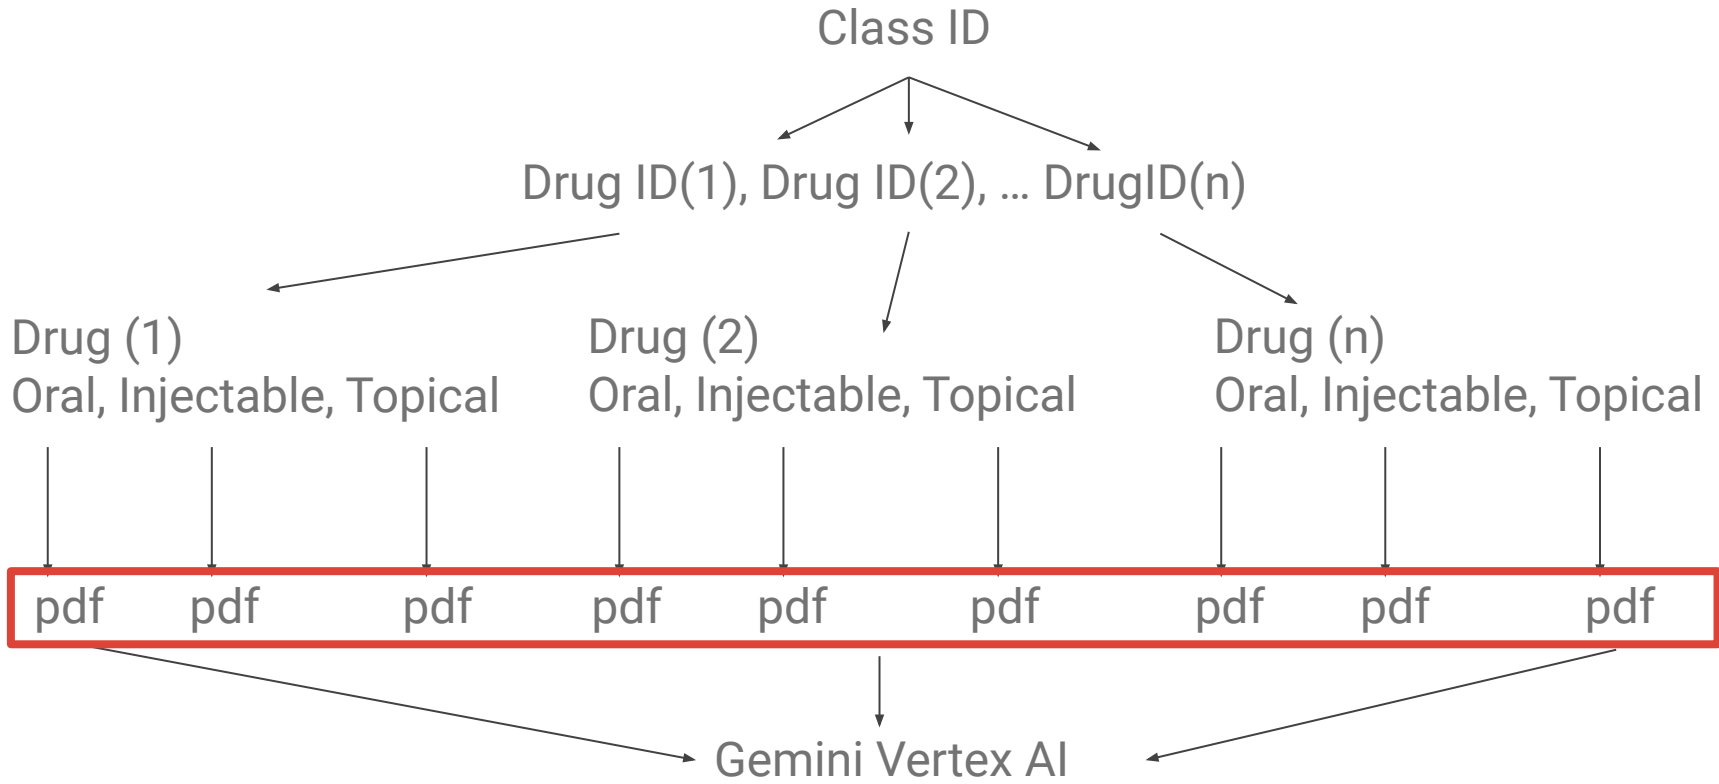 Class ID
Drug ID(1), Drug ID(2), ... DrugID(n)
Drug (1)
Oral, Injectable, Topical
Drug (2)
Oral, Injectable, Topical
Drug (n)
Oral, Injectable, Topical
pdf pdf pdf pdf pdf pdf pdf pdf pdf
Gemini Vertex AI